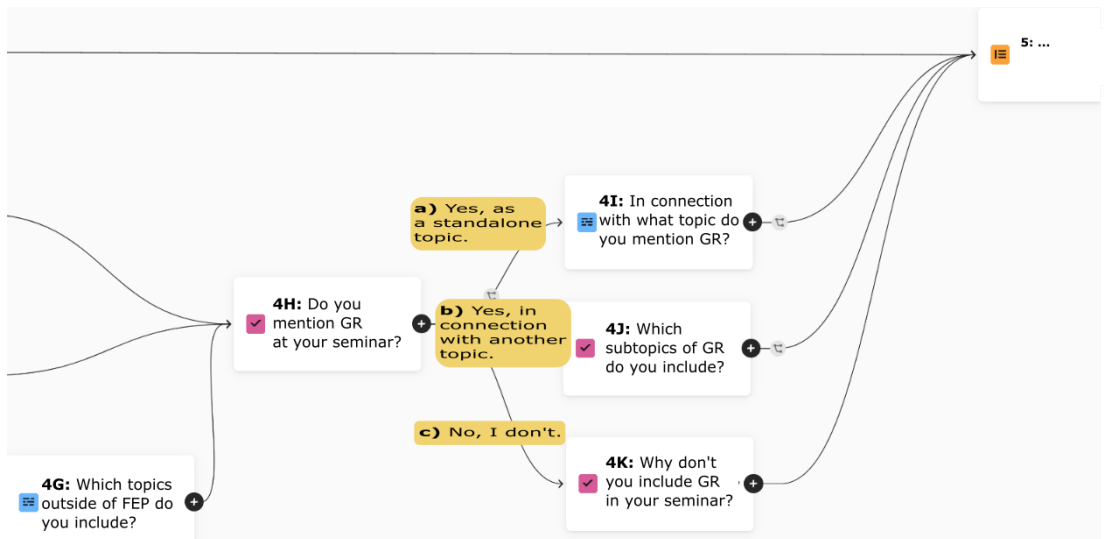 5: ...
4I: In connection
with what topic do
you mention GR?
a) Yes, as
a standalone
topic.
4H: Do you
mention GR
at your seminar?
b) Yes, in
connection
with another
topic.
4J: Which
subtopics of GR
do you include?
c) No, I don't.
4K: Why don't
you include GR
in your seminar?
4G: Which topics
outside of FEP do
you include?